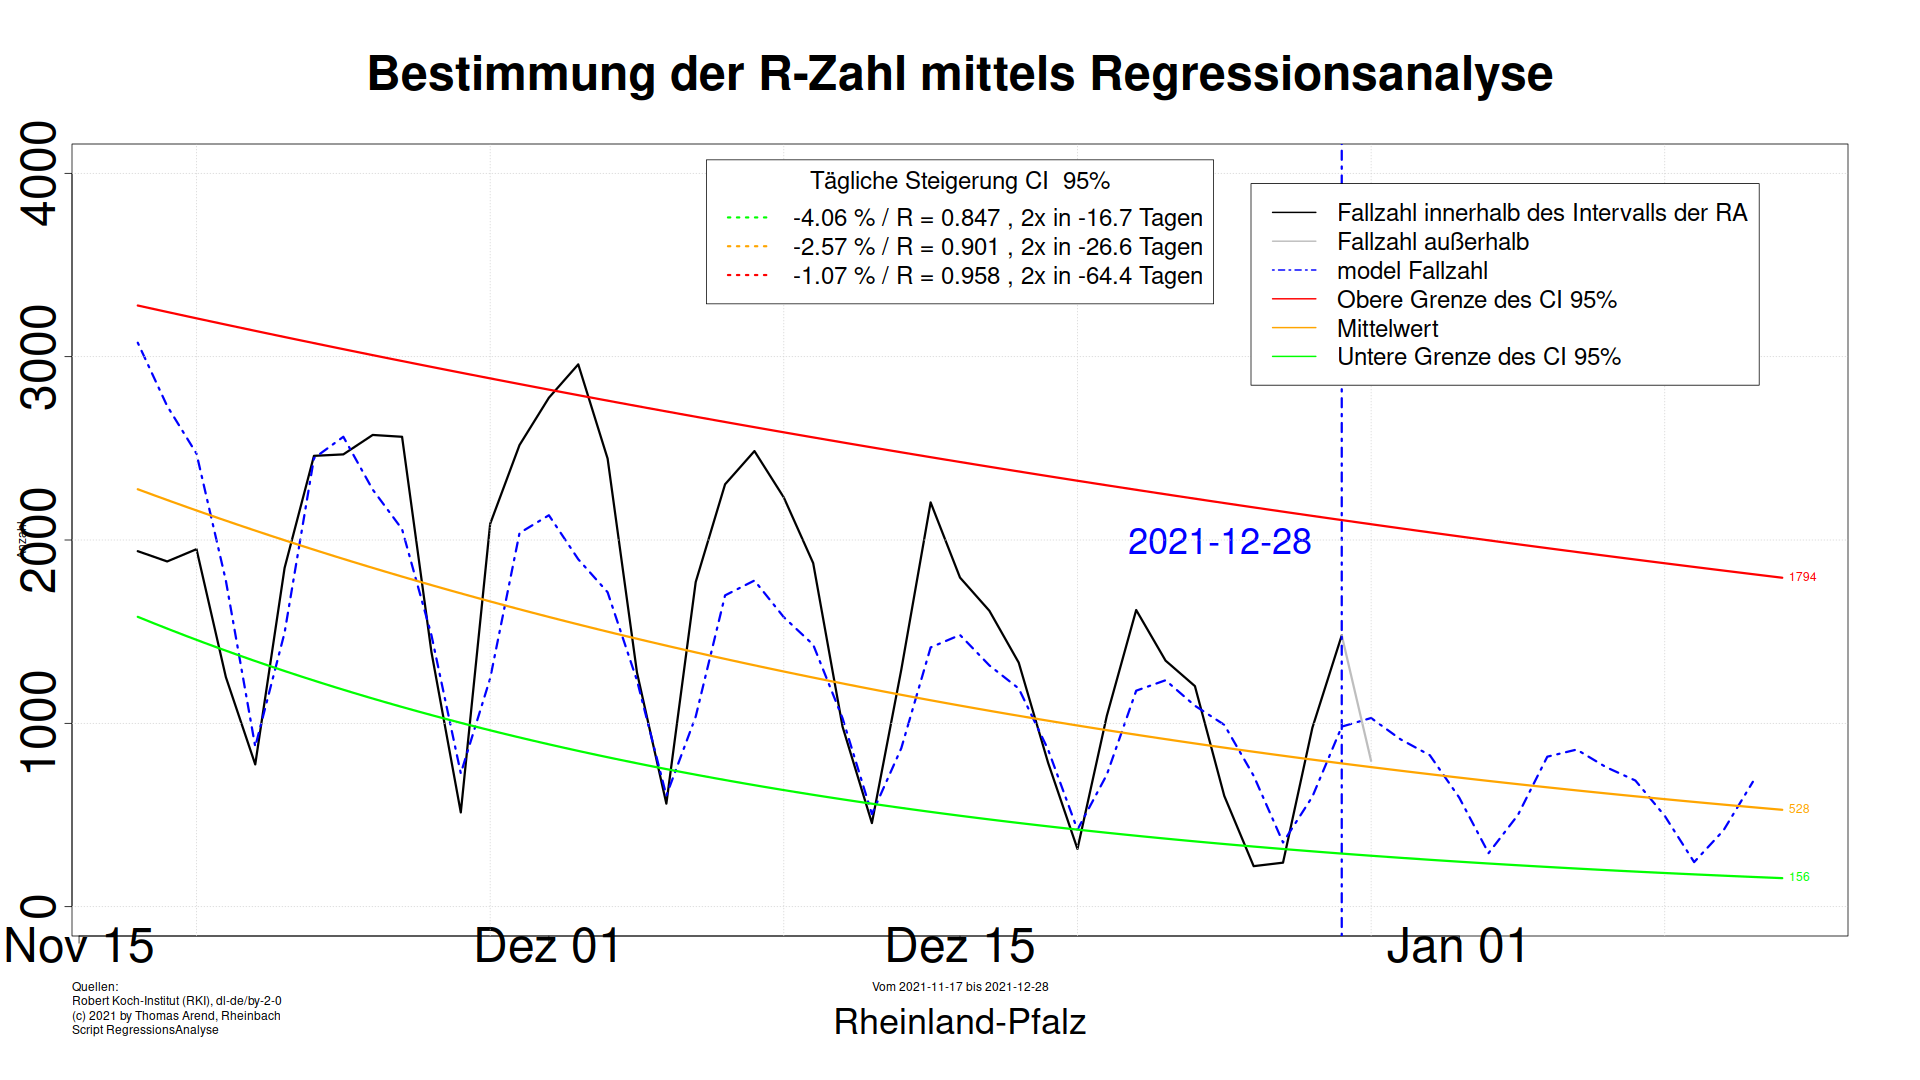 Bestimmung der R-Zahl mittels Regressionsanalyse
Anzahl
4000
3000
2000
1000
0
Tägliche Steigerung CI 95%
-4.06 % / R = 0.847 , 2x in -16.7 Tagen
-2.57 % / R = 0.901 , 2x in -26.6 Tagen
-1.07 % / R = 0.958 , 2x in -64.4 Tagen
Fallzahl innerhalb des Intervalls der RA
Fallzahl außerhalb
model Fallzahl
Obere Grenze des CI 95%
Mittelwert
Untere Grenze des CI 95%
2021-12-28
1794
528
156
Nov 15
Dez 01
Dez 15
Jan 01
Quellen:
Robert Koch-Institut (RKI), dl-de/by-2-0
(c) 2021 by Thomas Arend, Rheinbach
Script RegressionsAnalyse
Vom 2021-11-17 bis 2021-12-28
Rheinland-Pfalz